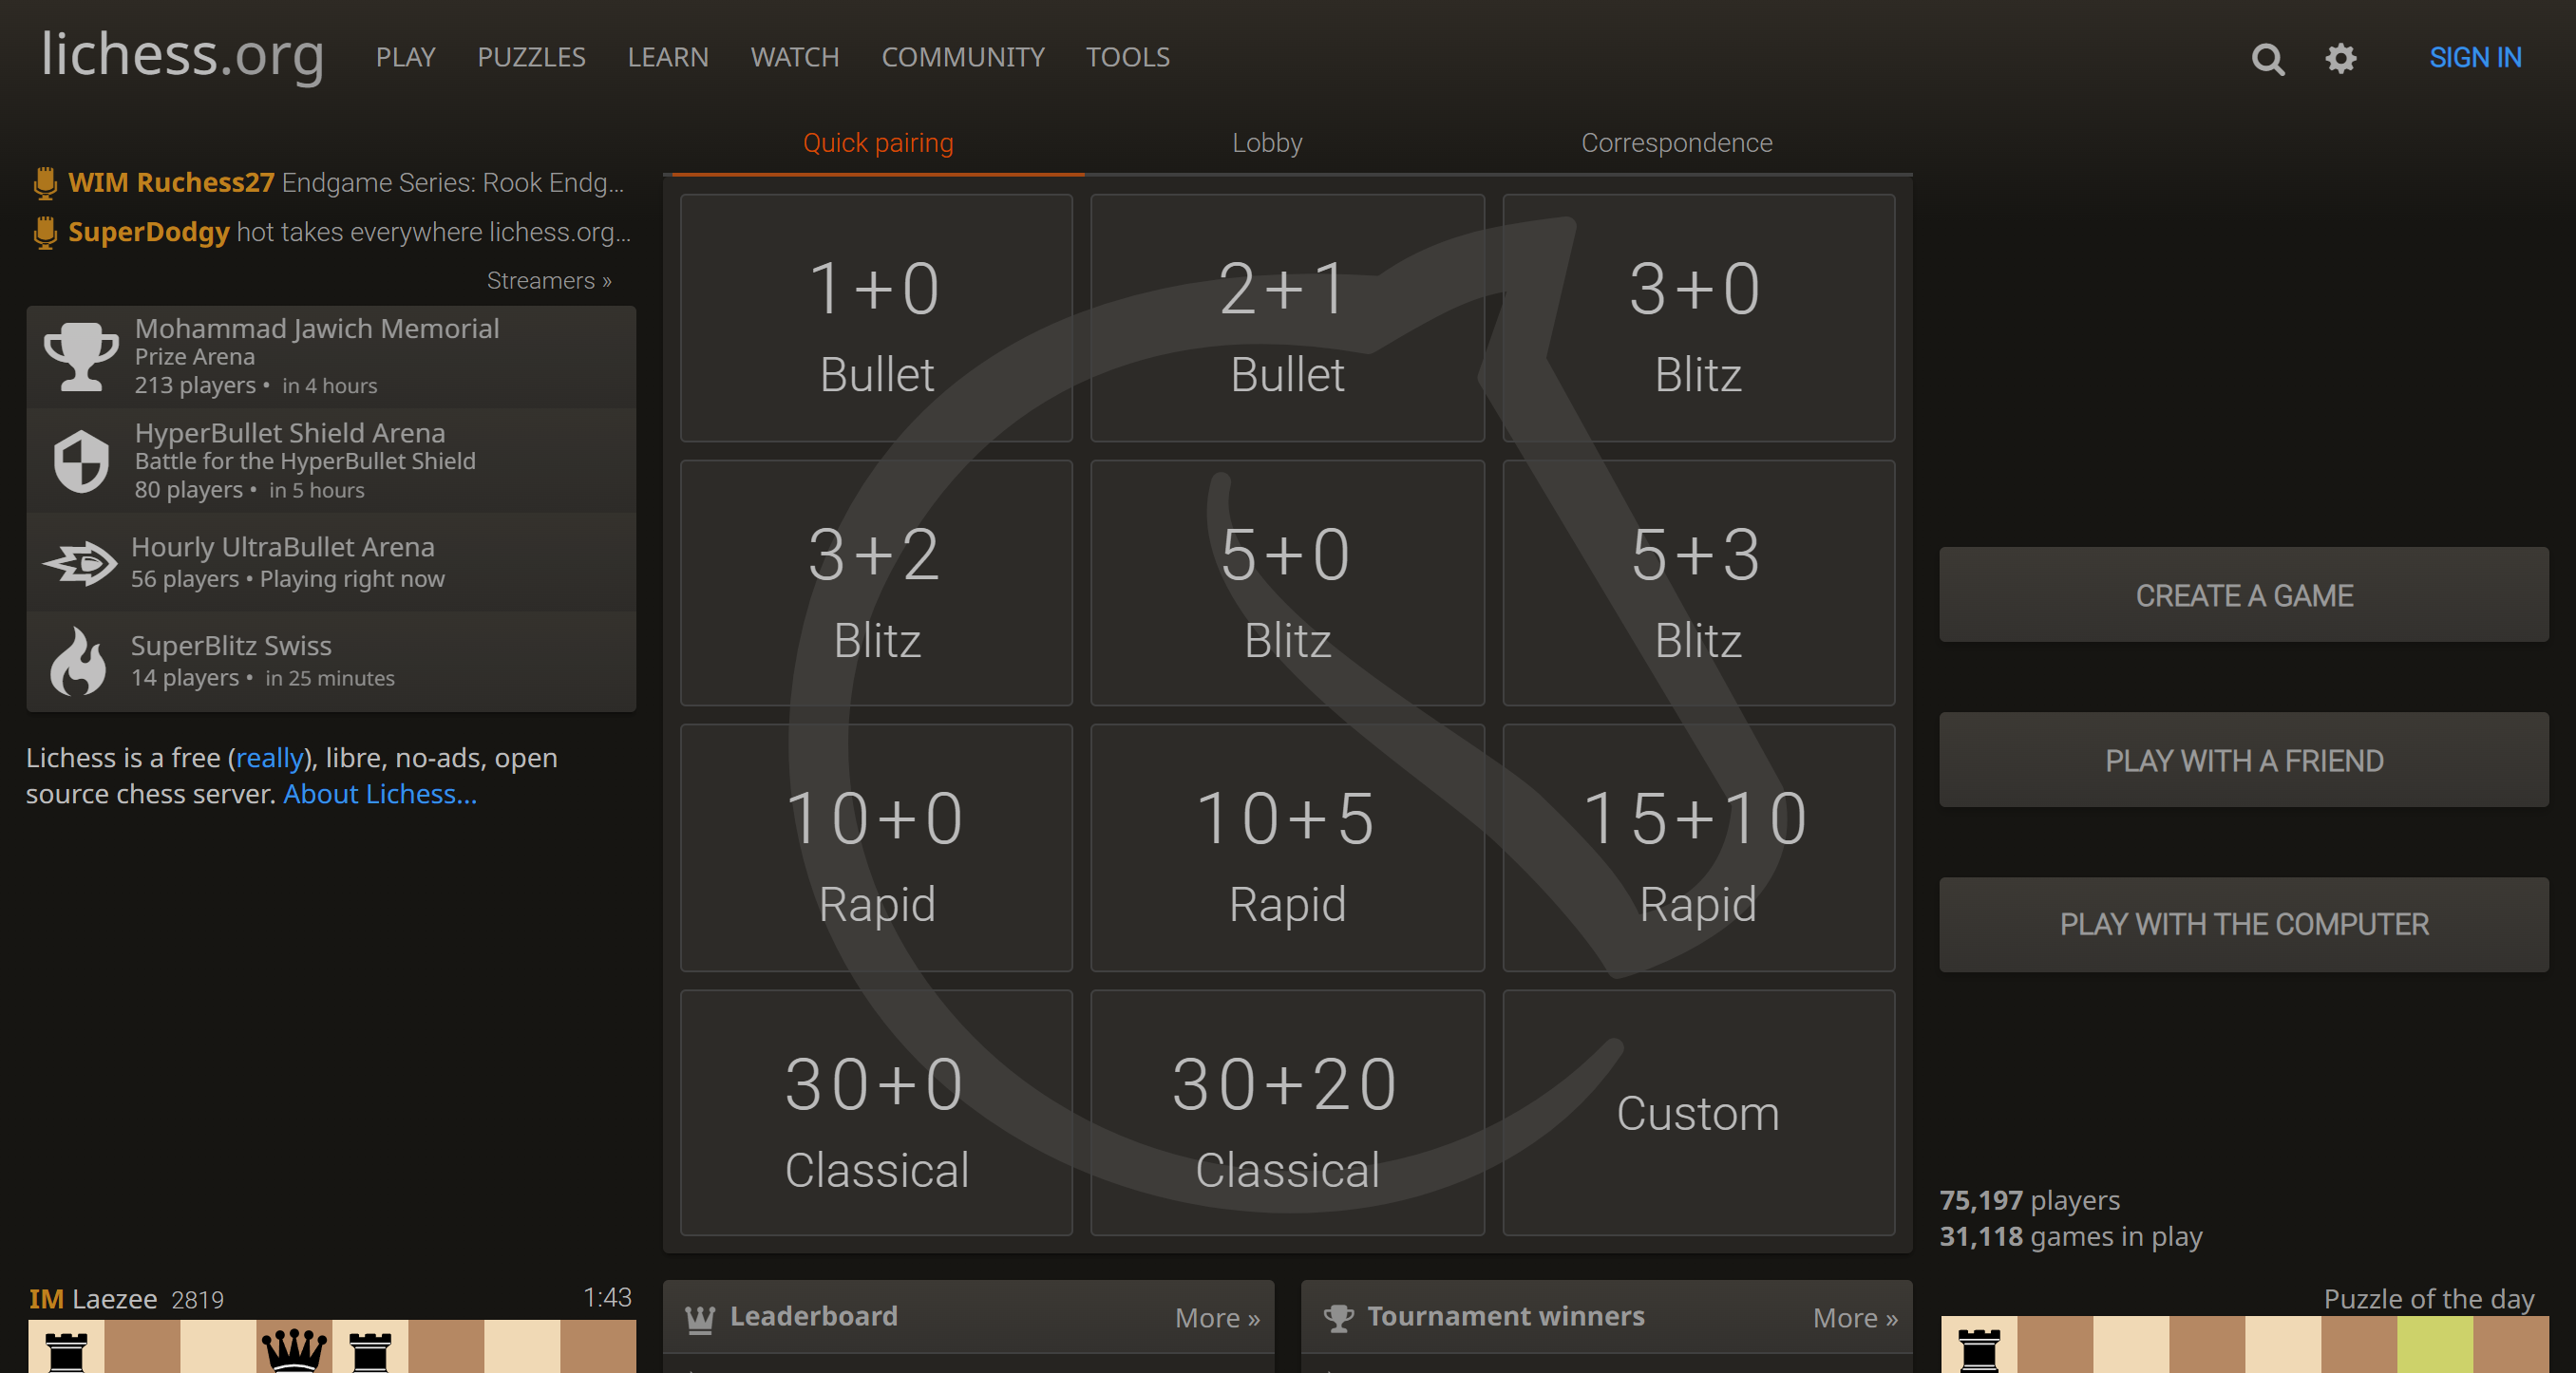 lichess.org
PLAY
PUZZLES
LEARN
WATCH
COMMUNITY
TOOLS
SIGN IN
WIM Ruchess27 Endgame Series: Rook Endg...
SuperDodgy hot takes everywhere lichess.org...
Streamers »
Mohammad Jawich Memorial
Prize Arena
213 players • in 4 hours
HyperBullet Shield Arena
Battle for the HyperBullet Shield
80 players • in 5 hours
Hourly UltraBullet Arena
56 players • Playing right now
SuperBlitz Swiss
14 players • in 25 minutes
Lichess is a free (really), libre, no-ads, open
source chess server. About Lichess...
Quick pairing
Lobby
Correspondence
1+0
Bullet
2+1
Bullet
3+0
Blitz
3+2
Blitz
5+0
Blitz
5+3
Blitz
10+0
Rapid
10+5
Rapid
15+10
Rapid
30+0
Classical
30+20
Classical
Custom
CREATE A GAME
PLAY WITH A FRIEND
PLAY WITH THE COMPUTER
75,197 players
31,118 games in play
IM Laezee 2819
1:43
Leaderboard
More »
Tournament winners
More »
Puzzle of the day